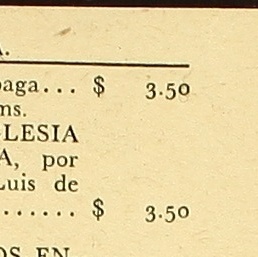 A.
paga... $ 3.50
ms.
LESIA
A, por
Luis de
...... $ 3.50
OS EN